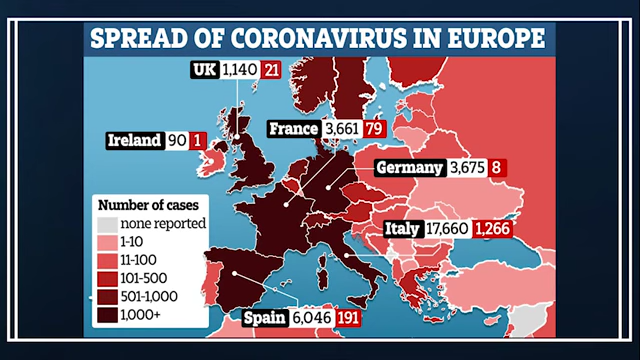 SPREAD OF CORONAVIRUS IN EUROPE
UK 1,140 21
France 3,661 79
Ireland 90 1
Germany 3,675 8
Number of cases
none reported
1-10
11-100
101-500
501-1,000
1,000+
Italy 17,660 1,266
Spain 6,046 191